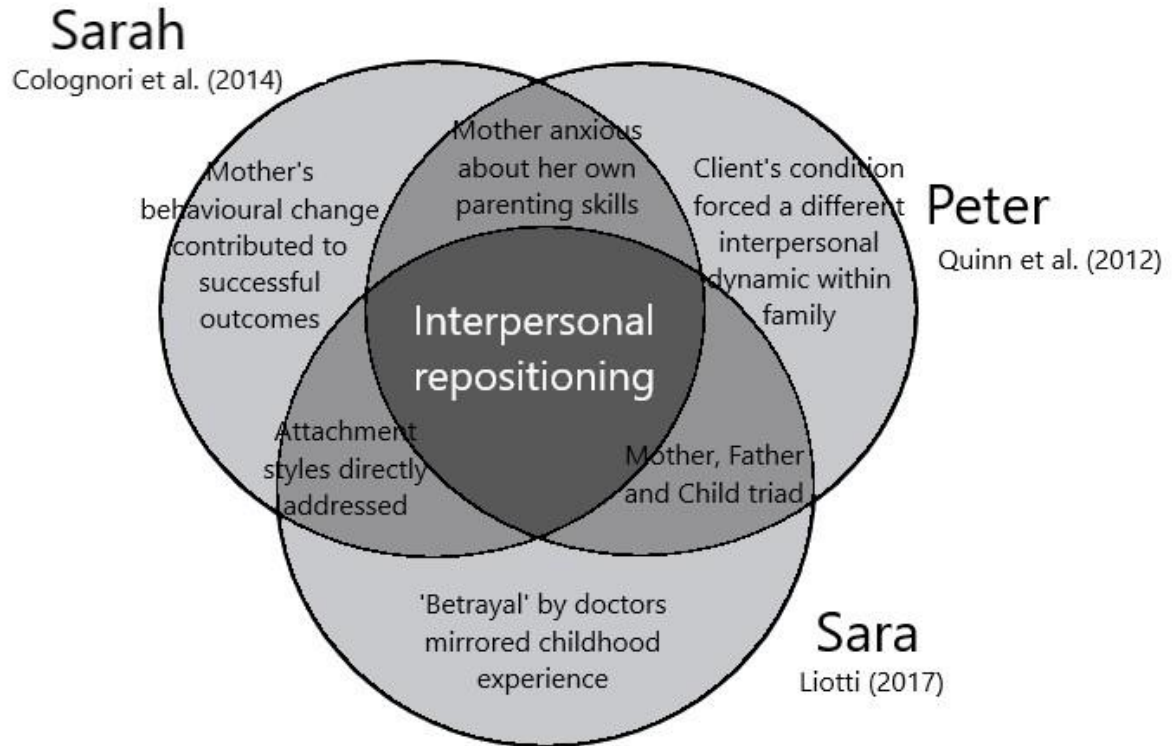 Sarah
Colognori et al. (2014)
Mother's
behavioural change
contributed to
successful
outcomes
Mother anxious
about her own
parenting skills
Client's condition
forced a different
interpersonal
dynamic within
family
Peter
Quinn et al. (2012)
Interpersonal
repositioning
Attachment
styles directly
addressed
Mother, Father
and Child triad
'Betrayal' by doctors
mirrored childhood
experience
Sara
Liotti (2017)